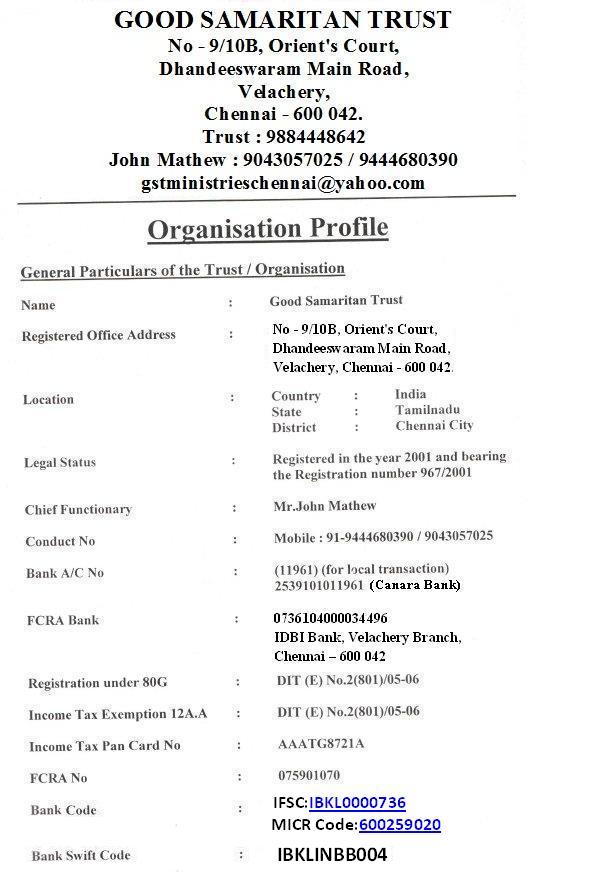 GOOD SAMARITAN TRUST
No - 9/10B, Orient's Court,
Dhandeeswaram Main Road,
Velachery,
Chennai - 600 042.
Trust : 9884448642
John Mathew : 9043057025 / 9444680390
gstministrieschennai@yahoo.com
Organisation Profile
General Particulars of the Trust / Organisation
Name : Good Samaritan Trust
Registered Office Address : No - 9/10B, Orient's Court,
Dhandeeswaram Main Road,
Velachery, Chennai - 600 042.
Location : Country : India
State : Tamilnadu
District : Chennai City
Legal Status : Registered in the year 2001 and bearing
the Registration number 967/2001
Chief Functionary : Mr.John Mathew
Conduct No : Mobile : 91-9444680390 / 9043057025
Bank A/C No : (11961) (for local transaction)
2539101011961 (Canara Bank)
FCRA Bank : 0736104000034496
IDBI Bank, Velachery Branch,
Chennai – 600 042
Registration under 80G : DIT (E) No.2(801)/05-06
Income Tax Exemption 12A.A : DIT (E) No.2(801)/05-06
Income Tax Pan Card No : AAATG8721A
FCRA No : 075901070
Bank Code : IFSC:IBKL0000736
MICR Code:600259020
Bank Swift Code : IBKLINBB004